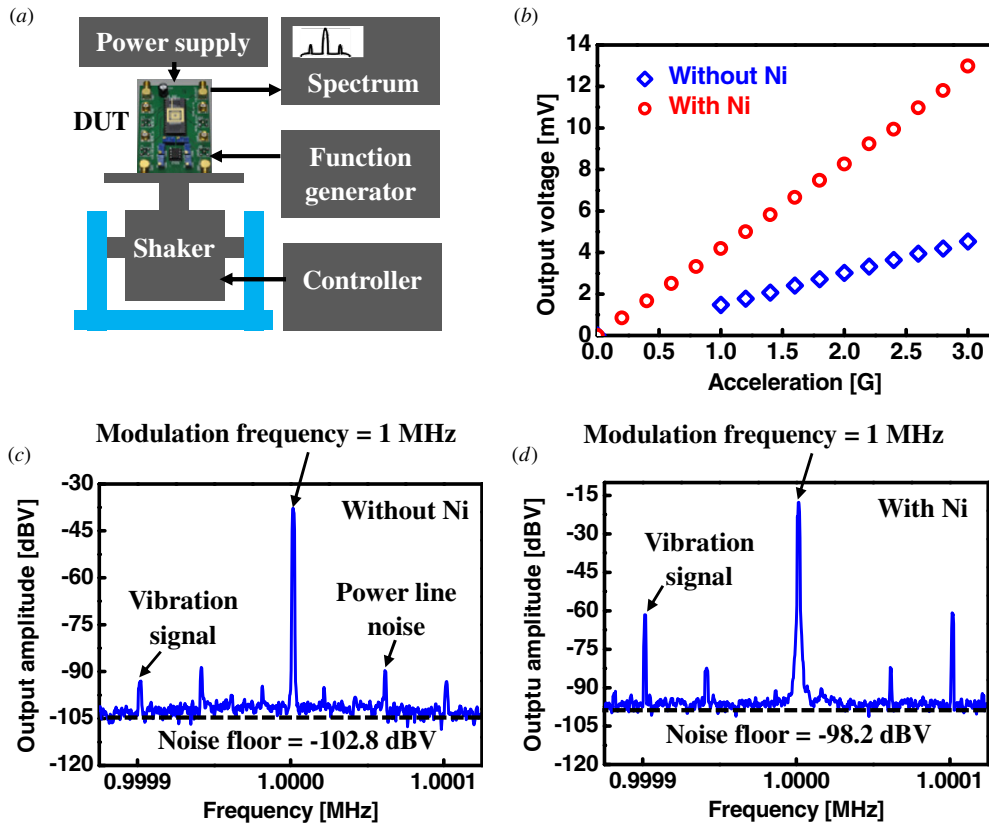 (a)
Power supply
Spectrum
DUT
Function
generator
Shaker
Controller
(b)
14
12
10
8
6
4
2
0
Output voltage [mV]
Without Ni
With Ni
0.0 0.5 1.0 1.5 2.0 2.5 3.0
Acceleration [G]
(c)
Modulation frequency = 1 MHz
-30
-45
-60
-75
-90
-105
-120
Output amplitude [dBV]
Without Ni
Vibration
signal
Power line
noise
Noise floor = -102.8 dBV
0.9999 1.0000 1.0001
Frequency [MHz]
(d)
Modulation frequency = 1 MHz
-15
-30
-45
-60
-75
-90
-105
-120
Outptu amplitude [dBV]
With Ni
Vibration
signal
Noise floor = -98.2 dBV
0.9999 1.0000 1.0001
Frequency [MHz]